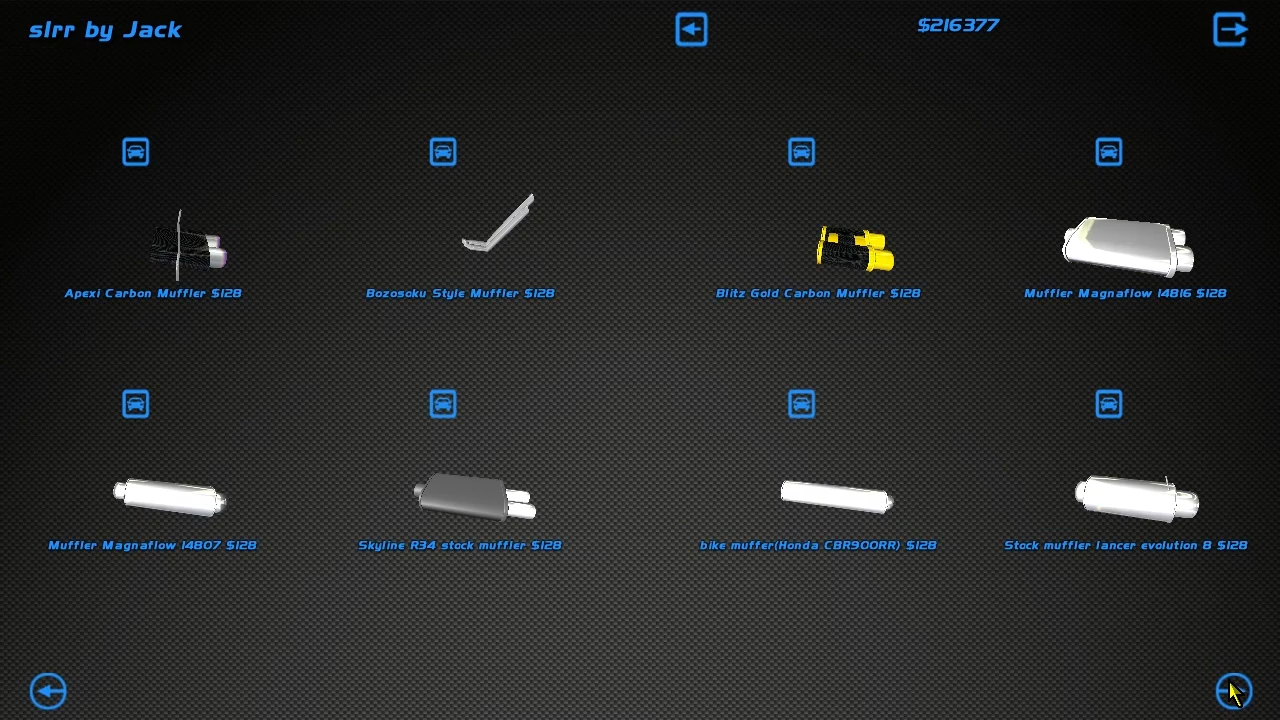 slrr by Jack
$216377
Apexi Carbon Muffler $128
Bozosoku Style Muffler $128
Blitz Gold Carbon Muffler $128
Muffler Magnaflow 14816 $128
Muffler Magnaflow 14807 $128
Skyline R34 stock muffler $128
bike mufter(Honda CBR900RR) $128
Stock muffler lancer evolution 8 $128